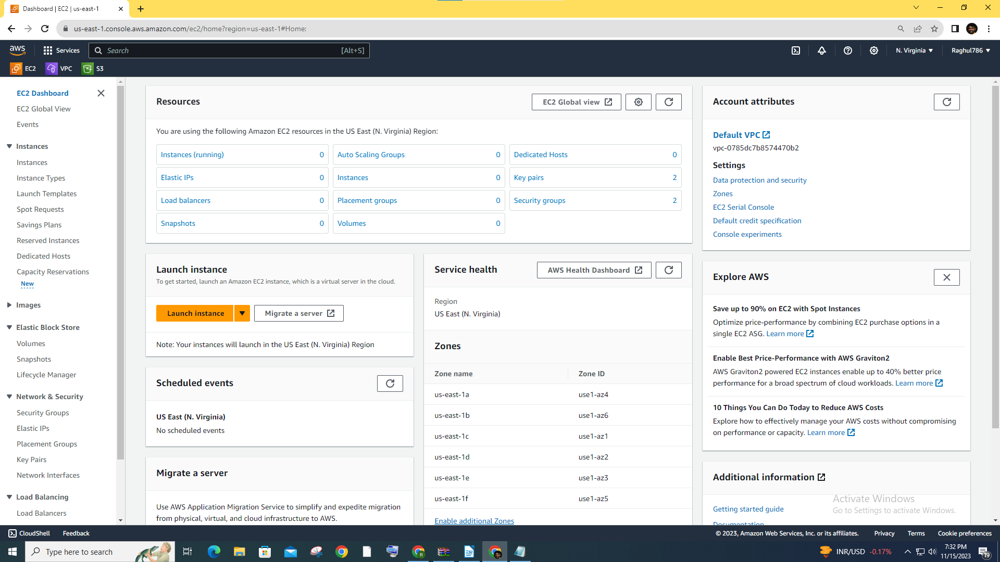 Dashboard | EC2 | us-east-1
us-east-1.console.aws.amazon.com/ec2/home?region=us-east-1#Home:
aws
Services
Search
[Alt+S]
N. Virginia
Raghul786
EC2
VPC
S3
EC2 Dashboard
EC2 Global View
Events
Instances
Instances
Instance Types
Launch Templates
Spot Requests
Savings Plans
Reserved Instances
Dedicated Hosts
Capacity Reservations
New
Images
Elastic Block Store
Volumes
Snapshots
Lifecycle Manager
Network & Security
Security Groups
Elastic IPs
Placement Groups
Key Pairs
Network Interfaces
Load Balancing
Load Balancers
Resources
EC2 Global view
You are using the following Amazon EC2 resources in the US East (N. Virginia) Region:
Instances (running) 0
Auto Scaling Groups 0
Dedicated Hosts 0
Elastic IPs 0
Instances 0
Key pairs 2
Load balancers 0
Placement groups 0
Security groups 2
Snapshots 0
Volumes 0
Launch instance
To get started, launch an Amazon EC2 instance, which is a virtual server in the cloud.
Launch instance
Migrate a server
Note: Your instances will launch in the US East (N. Virginia) Region
Scheduled events
US East (N. Virginia)
No scheduled events
Migrate a server
Use AWS Application Migration Service to simplify and expedite migration
from physical, virtual, and cloud infrastructure to AWS.
Service health
AWS Health Dashboard
Region
US East (N. Virginia)
Zones
Zone name Zone ID
us-east-1a use1-az4
us-east-1b use1-az6
us-east-1c use1-az1
us-east-1d use1-az2
us-east-1e use1-az3
us-east-1f use1-az5
Enable additional Zones
Account attributes
Default VPC
vpc-0785dc7b8574470b2
Settings
Data protection and security
Zones
EC2 Serial Console
Default credit specification
Console experiments
Explore AWS
Save up to 90% on EC2 with Spot Instances
Optimize price-performance by combining EC2 purchase options in a
single EC2 ASG. Learn more
Enable Best Price-Performance with AWS Graviton2
AWS Graviton2 powered EC2 instances enable up to 40% better price
performance for a broad spectrum of cloud workloads. Learn more
10 Things You Can Do Today to Reduce AWS Costs
Explore how to effectively manage your AWS costs without compromising
on performance or capacity. Learn more
Additional information
Getting started guide
Documentation
Activate Windows
Go to Settings to activate Windows.
CloudShell
Feedback
© 2023, Amazon Web Services, Inc. or its affiliates.
Privacy
Terms
Cookie preferences
Type here to search
R
INR/USD -0.17%
7:32 PM
11/15/2023
19